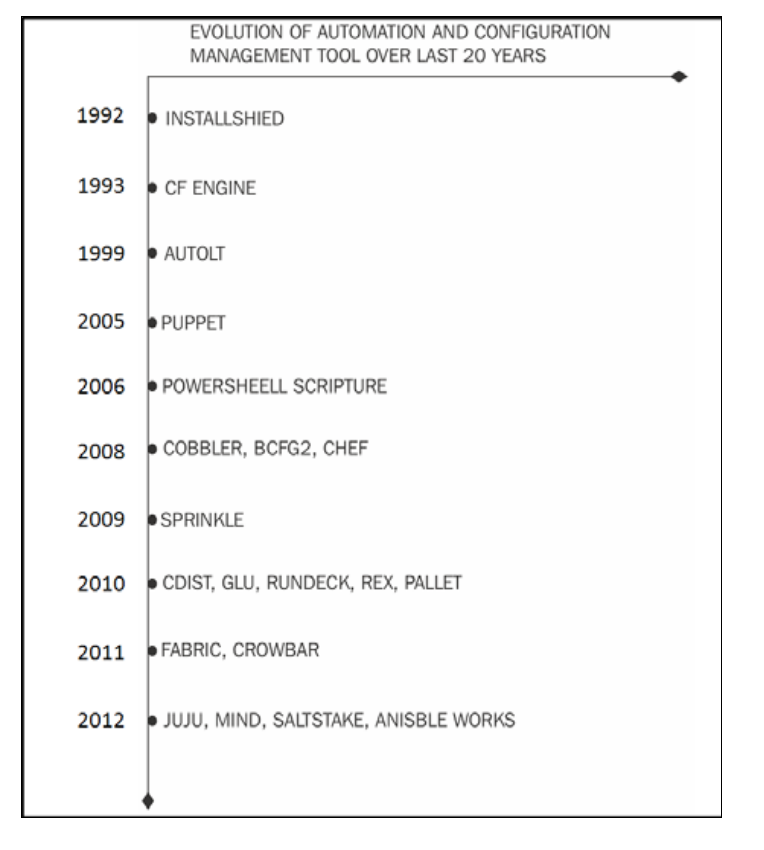 EVOLUTION OF AUTOMATION AND CONFIGURATION
MANAGEMENT TOOL OVER LAST 20 YEARS
1992 INSTALLSHIED
1993 CF ENGINE
1999 AUTOLT
2005 PUPPET
2006 POWERSHEELL SCRIPTURE
2008 COBBLER, BCFG2, CHEF
2009 SPRINKLE
2010 CDIST, GLU, RUNDECK, REX, PALLET
2011 FABRIC, CROWBAR
2012 JUJU, MIND, SALTSTAKE, ANISBLE WORKS